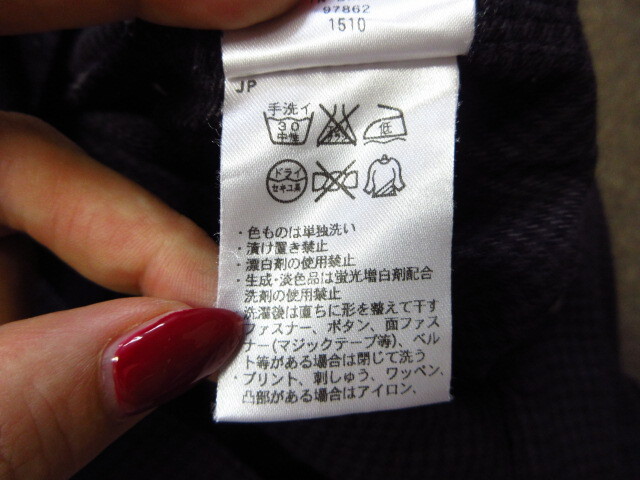 97862
1510
JP
手洗イ
30
中性
低
ドライ
セキユ系
・色ものは単独洗い
・漬け置き禁止
・漂白剤の使用禁止
・生成・淡色品は蛍光増白剤配合
洗剤の使用禁止
洗濯後は直ちに形を整えて干す
ファスナー、ボタン、面ファス
ナー(マジックテープ等)、ベル
ト等がある場合は閉じて洗う
・プリント、刺しゅう、ワッペン、
凸部がある場合はアイロン、